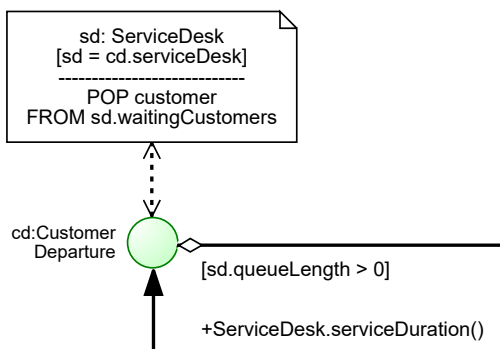 sd: ServiceDesk
[sd = cd.serviceDesk]
----------------------------
POP customer
FROM sd.waitingCustomers
cd:Customer
Departure
[sd.queueLength > 0]
+ServiceDesk.serviceDuration()